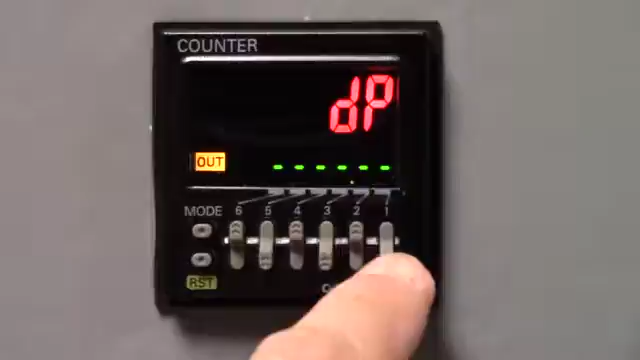 COUNTER
dP
OUT
------
MODE 6 5 4 3 2 1
RST